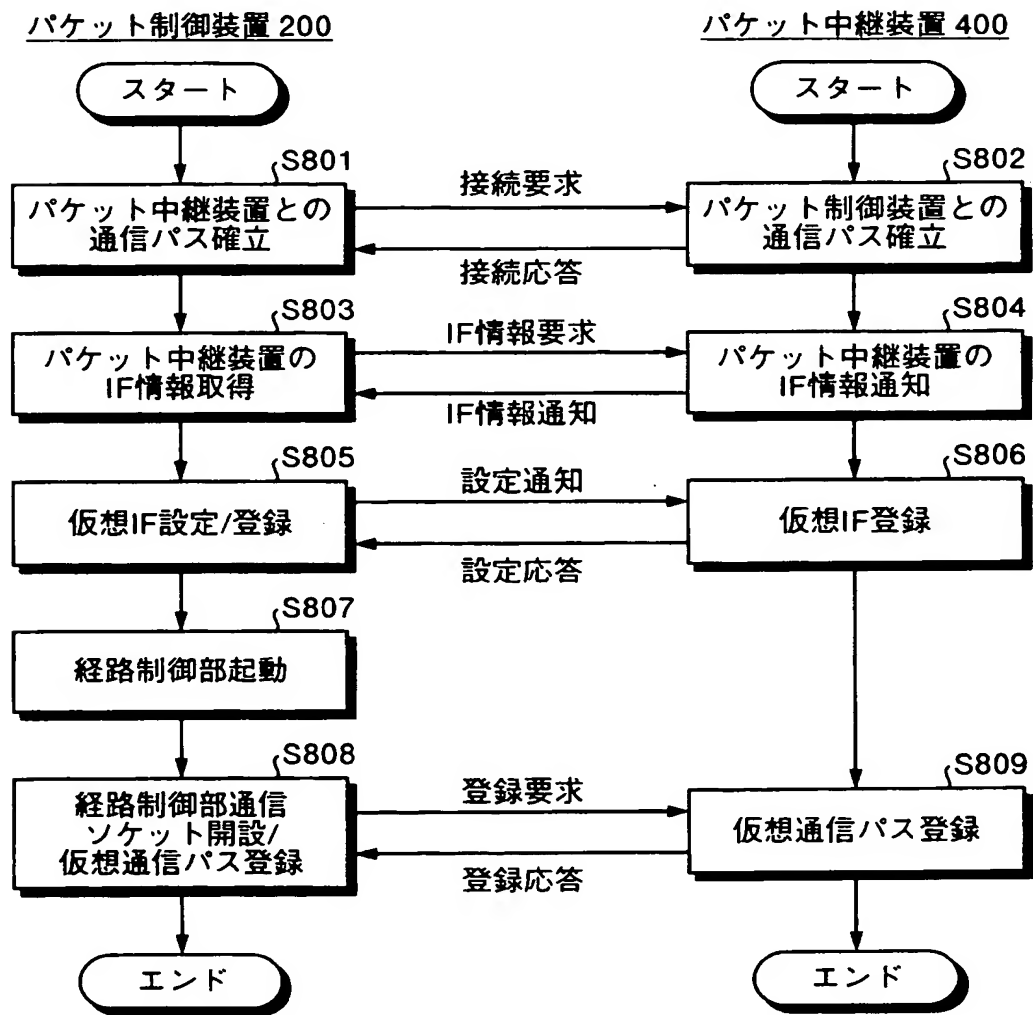 パケット制御装置 200
パケット中継装置 400
スタート
スタート
S801
パケット中継装置との
通信パス確立
接続要求
接続応答
S802
パケット制御装置との
通信パス確立
S803
パケット中継装置の
IF情報取得
IF情報要求
IF情報通知
S804
パケット中継装置の
IF情報通知
S805
仮想IF設定/登録
設定通知
設定応答
S806
仮想IF登録
S807
経路制御部起動
S808
経路制御部通信
ソケット開設/
仮想通信パス登録
登録要求
登録応答
S809
仮想通信パス登録
エンド
エンド